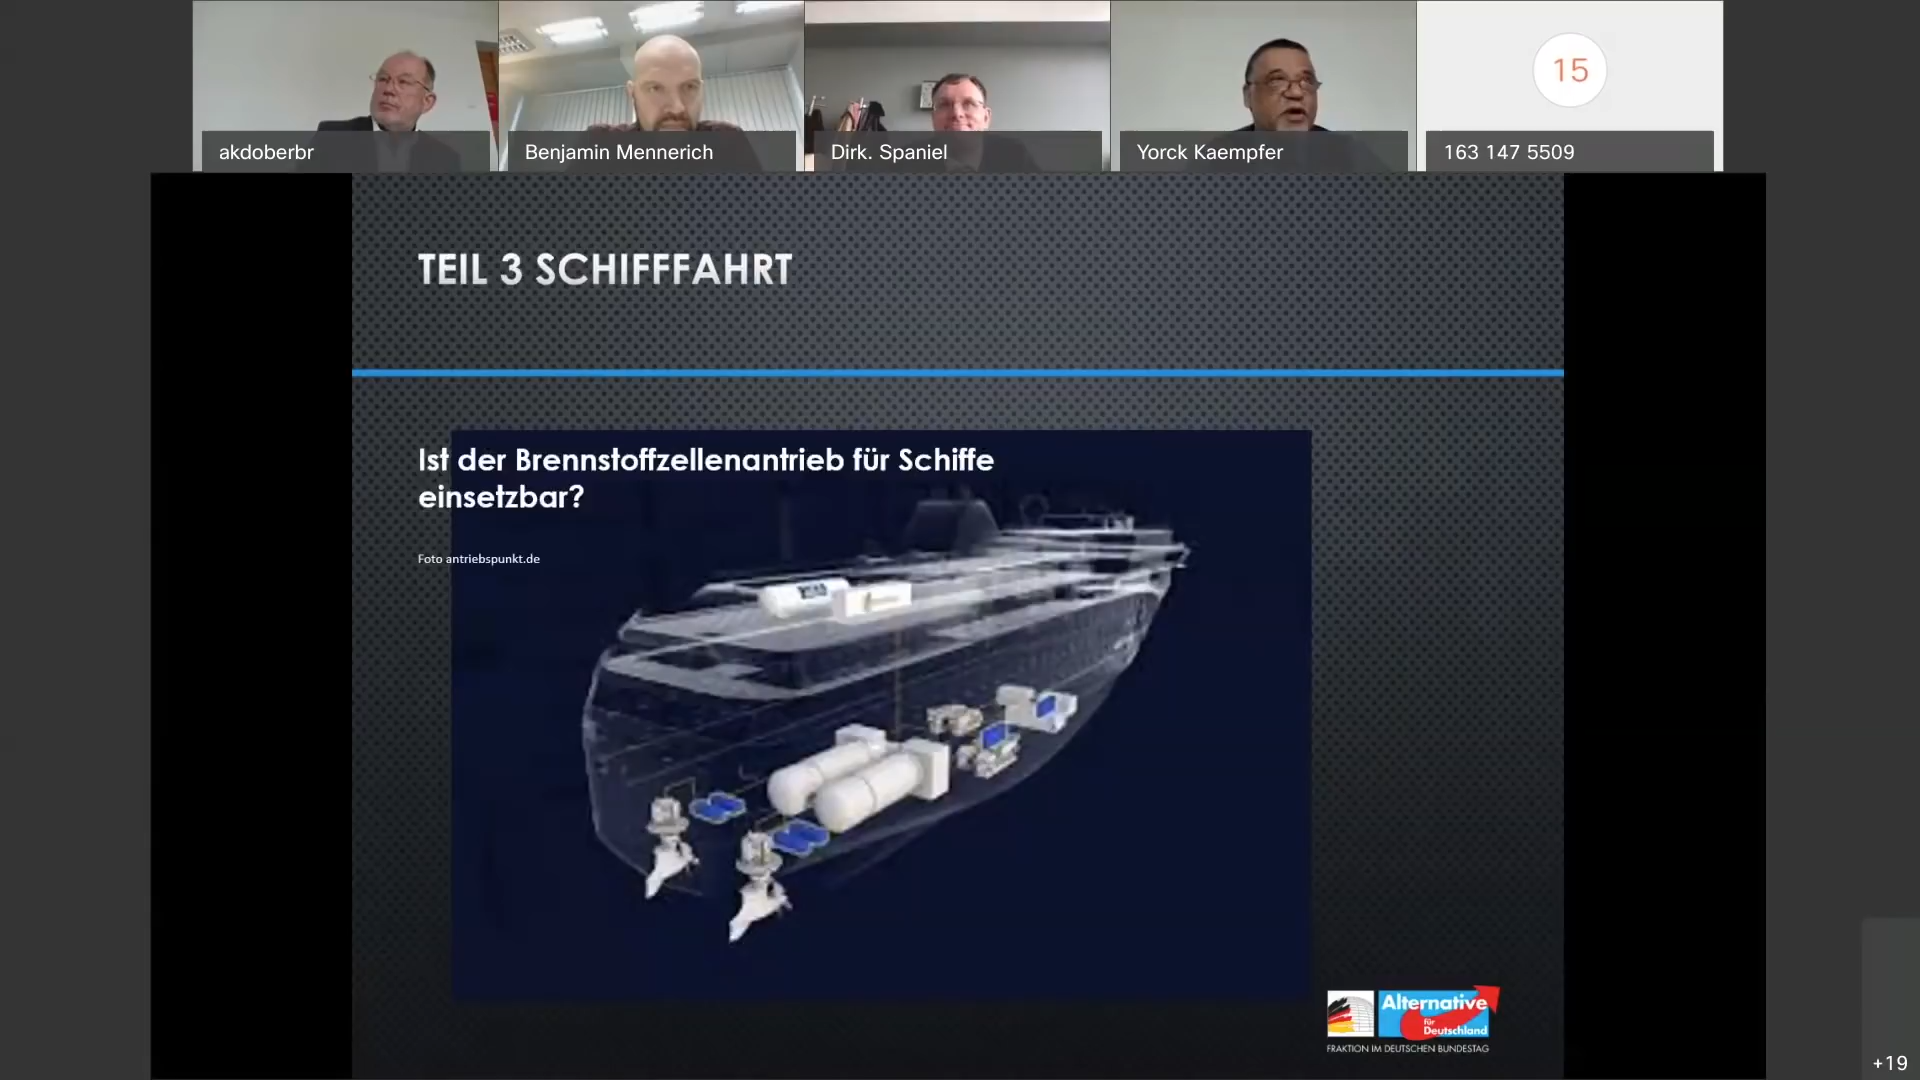 15
akdoberbr
Benjamin Mennerich
Dirk. Spaniel
Yorck Kaempfer
163 147 5509
TEIL 3 SCHIFFFAHRT
Ist der Brennstoffzellenantrieb für Schiffe
einsetzbar?
Foto antriebspunkt.de
Alternative
für
Deutschland
FRAKTION IM DEUTSCHEN BUNDESTAG
+19